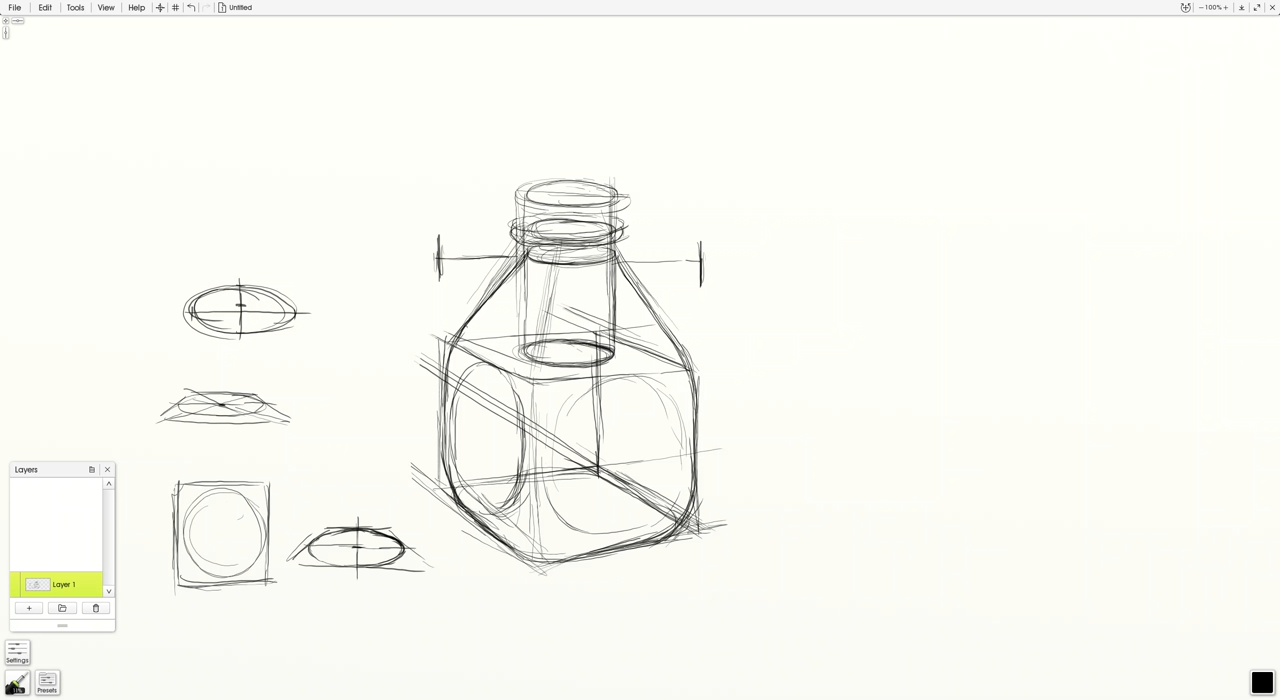 File Edit Tools View Help Untitled 100%
Layers
Layer 1
Settings
Presets